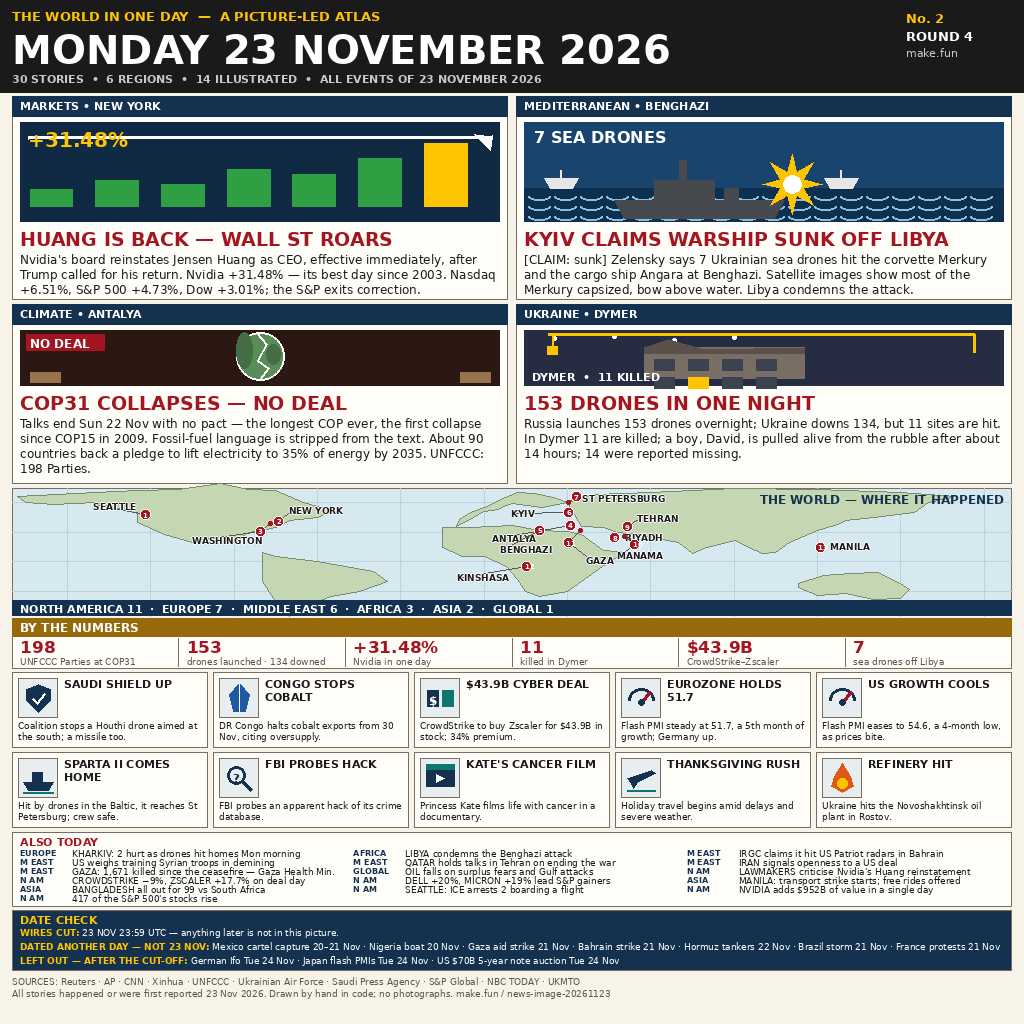 THE WORLD IN ONE DAY — A PICTURE-LED ATLAS
MONDAY 23 NOVEMBER 2026
30 STORIES • 6 REGIONS • 14 ILLUSTRATED • ALL EVENTS OF 23 NOVEMBER 2026
No. 2
ROUND 4
make.fun
MARKETS • NEW YORK
+31.48%
HUANG IS BACK — WALL ST ROARS
Nvidia's board reinstates Jensen Huang as CEO, effective immediately, after
Trump called for his return. Nvidia +31.48% — its best day since 2003. Nasdaq
+6.51%, S&P 500 +4.73%, Dow +3.01%; the S&P exits correction.
MEDITERRANEAN • BENGHAZI
7 SEA DRONES
KYIV CLAIMS WARSHIP SUNK OFF LIBYA
[CLAIM: sunk] Zelensky says 7 Ukrainian sea drones hit the corvette Merkury
and the cargo ship Angara at Benghazi. Satellite images show most of the
Merkury capsized, bow above water. Libya condemns the attack.
CLIMATE • ANTALYA
NO DEAL
COP31 COLLAPSES — NO DEAL
Talks end Sun 22 Nov with no pact — the longest COP ever, the first collapse
since COP15 in 2009. Fossil-fuel language is stripped from the text. About 90
countries back a pledge to lift electricity to 35% of energy by 2035. UNFCCC:
198 Parties.
UKRAINE • DYMER
DYMER • 11 KILLED
153 DRONES IN ONE NIGHT
Russia launches 153 drones overnight; Ukraine downs 134, but 11 sites are hit.
In Dymer 11 are killed; a boy, David, is pulled alive from the rubble after about
14 hours; 14 were reported missing.
THE WORLD — WHERE IT HAPPENED
SEATTLE
1
NEW YORK
2
WASHINGTON
3
7
ST PETERSBURG
KYIV
6
4
5
ANTALYA
BENGHAZI
9
TEHRAN
8
RIYADH
1
MANAMA
1
GAZA
1
KINSHASA
1
MANILA
NORTH AMERICA 11 · EUROPE 7 · MIDDLE EAST 6 · AFRICA 3 · ASIA 2 · GLOBAL 1
BY THE NUMBERS
198
UNFCCC Parties at COP31
153
drones launched · 134 downed
+31.48%
Nvidia in one day
11
killed in Dymer
$43.9B
CrowdStrike–Zscaler
7
sea drones off Libya
SAUDI SHIELD UP
Coalition stops a Houthi drone aimed at
the south; a missile too.
CONGO STOPS
COBALT
DR Congo halts cobalt exports from 30
Nov, citing oversupply.
$
$43.9B CYBER DEAL
CrowdStrike to buy Zscaler for $43.9B in
stock; 34% premium.
EUROZONE HOLDS
51.7
Flash PMI steady at 51.7, a 5th month of
growth; Germany up.
US GROWTH COOLS
Flash PMI eases to 54.6, a 4-month low,
as prices bite.
SPARTA II COMES
HOME
Hit by drones in the Baltic, it reaches St
Petersburg; crew safe.
?
FBI PROBES HACK
FBI probes an apparent hack of its crime
database.
KATE'S CANCER FILM
Princess Kate films life with cancer in a
documentary.
THANKSGIVING RUSH
Holiday travel begins amid delays and
severe weather.
REFINERY HIT
Ukraine hits the Novoshakhtinsk oil
plant in Rostov.
ALSO TODAY
EUROPE KHARKIV: 2 hurt as drones hit homes Mon morning
M EAST US weighs training Syrian troops in demining
M EAST GAZA: 1,671 killed since the ceasefire — Gaza Health Min.
N AM CROWDSTRIKE −9%, ZSCALER +17.7% on deal day
ASIA BANGLADESH all out for 99 vs South Africa
N AM 417 of the S&P 500's stocks rise
AFRICA LIBYA condemns the Benghazi attack
M EAST QATAR holds talks in Tehran on ending the war
GLOBAL OIL falls on surplus fears and Gulf attacks
N AM DELL +20%, MICRON +19% lead S&P gainers
N AM SEATTLE: ICE arrests 2 boarding a flight
M EAST IRGC claims it hit US Patriot radars in Bahrain
M EAST IRAN signals openness to a US deal
N AM LAWMAKERS criticise Nvidia's Huang reinstatement
ASIA MANILA: transport strike starts; free rides offered
N AM NVIDIA adds $952B of value in a single day
DATE CHECK
WIRES CUT: 23 NOV 23:59 UTC — anything later is not in this picture.
DATED ANOTHER DAY — NOT 23 NOV: Mexico cartel capture 20–21 Nov · Nigeria boat 20 Nov · Gaza aid strike 21 Nov · Bahrain strike 21 Nov · Hormuz tankers 22 Nov · Brazil storm 21 Nov · France protests 21 Nov
LEFT OUT — AFTER THE CUT-OFF: German Ifo Tue 24 Nov · Japan flash PMIs Tue 24 Nov · US $70B 5-year note auction Tue 24 Nov
SOURCES: Reuters · AP · CNN · Xinhua · UNFCCC · Ukrainian Air Force · Saudi Press Agency · S&P Global · NBC TODAY · UKMTO
All stories happened or were first reported 23 Nov 2026. Drawn by hand in code; no photographs. make.fun / news-image-20261123